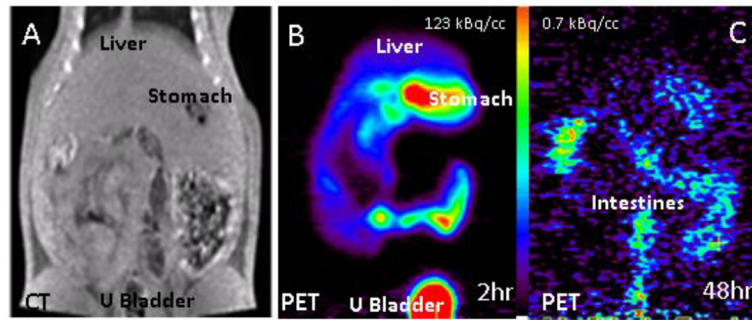 A
Liver
Stomach
CT
U Bladder
B
123 kBq/cc
Liver
Stomach
PET
U Bladder
2hr
0.7 kBq/cc
C
Intestines
PET
48hr